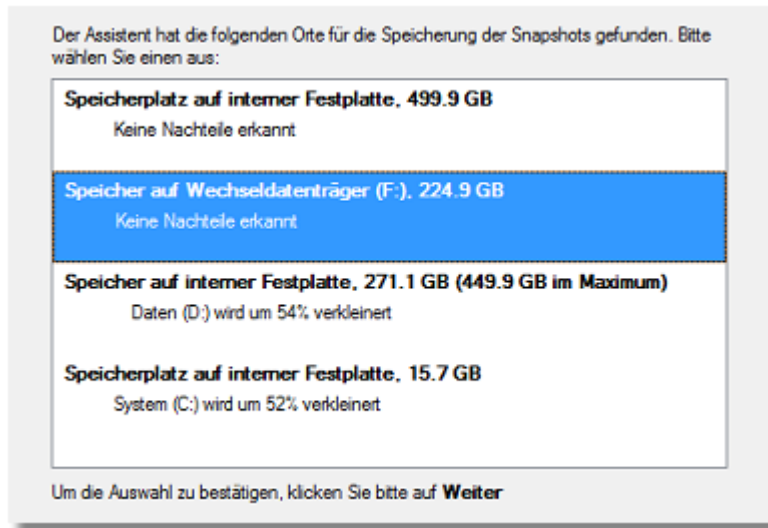 Der Assistent hat die folgenden Orte für die Speicherung der Snapshots gefunden. Bitte
wählen Sie einen aus:
Speicherplatz auf interner Festplatte, 499.9 GB
Keine Nachteile erkannt
Speicher auf Wechseldatenträger (F:), 224.9 GB
Keine Nachteile erkannt
Speicher auf interner Festplatte, 271.1 GB (449.9 GB im Maximum)
Daten (D:) wird um 54% verkleinert
Speicherplatz auf interner Festplatte, 15.7 GB
System (C:) wird um 52% verkleinert
Um die Auswahl zu bestätigen, klicken Sie bitte auf Weiter